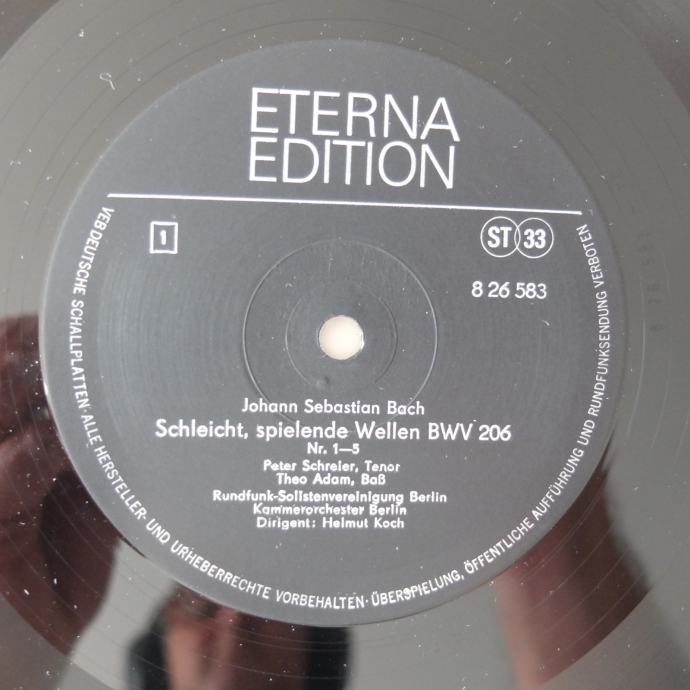 ETERNA
EDITION
1
ST 33
8 26 583
Johann Sebastian Bach
Schleicht, spielende Wellen BWV 206
Nr. 1—5
Peter Schreier, Tenor
Theo Adam, Baß
Rundfunk-Solistenvereinigung Berlin
Kammerorchester Berlin
Dirigent: Helmut Koch
VEB DEUTSCHE SCHALLPLATTEN · ALLE HERSTELLER- UND URHEBERRECHTE VORBEHALTEN · ÜBERSPIELUNG, ÖFFENTLICHE AUFFÜHRUNG UND RUNDFUNKSENDUNG VERBOTEN